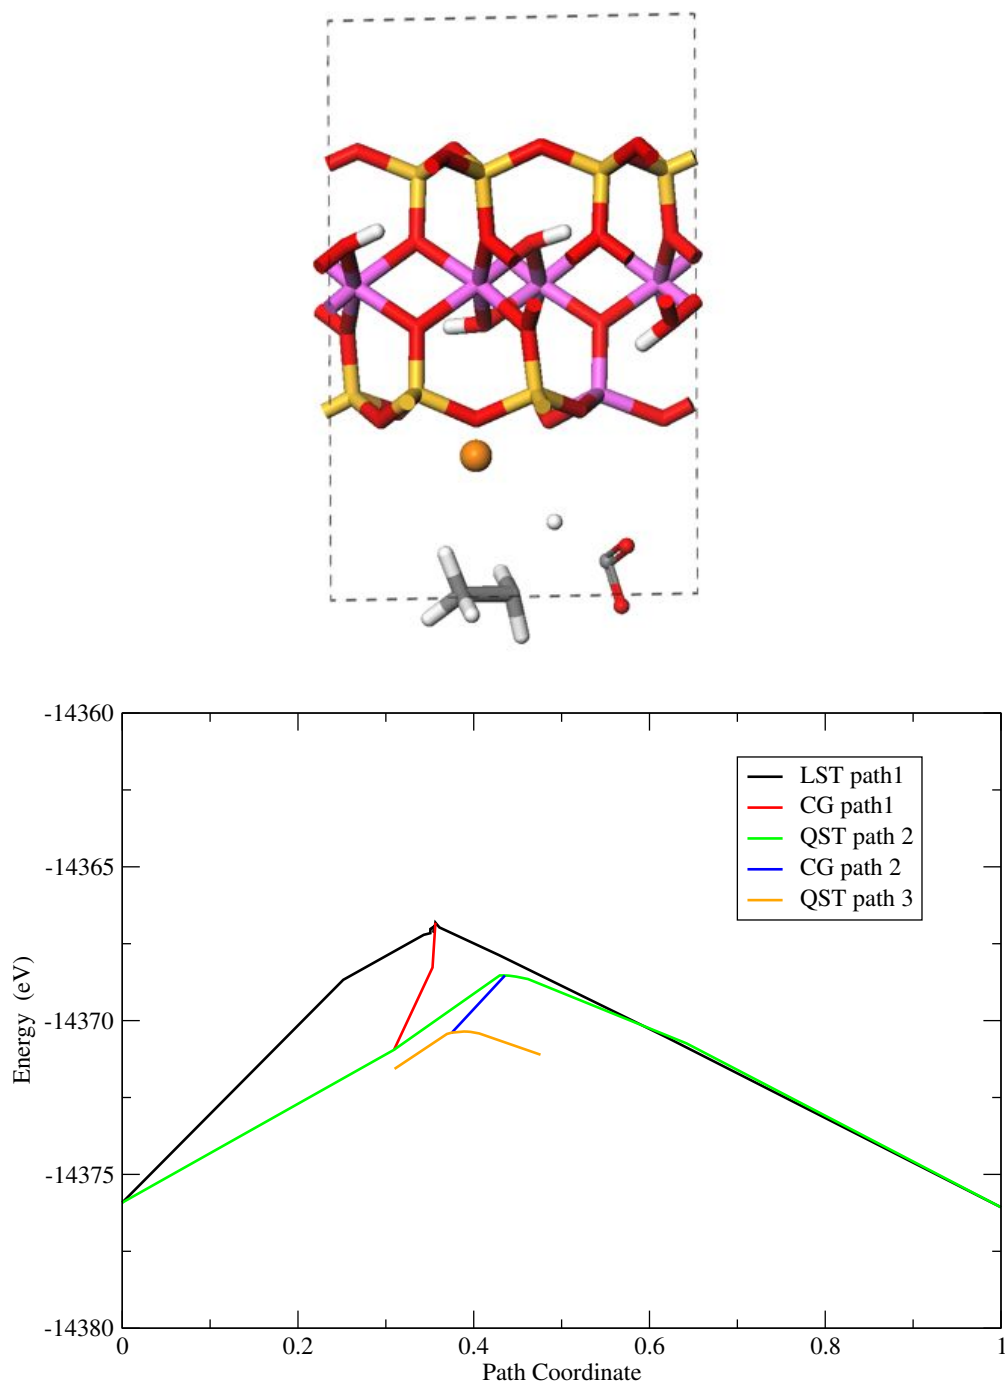 -14360
LST path1
CG path1
-14365
QST path 2
CG path 2
QST path 3
Energy (eV)
-14370
-14375
-14380
0
0.2
0.4
0.6
0.8
1
Path Coordinate